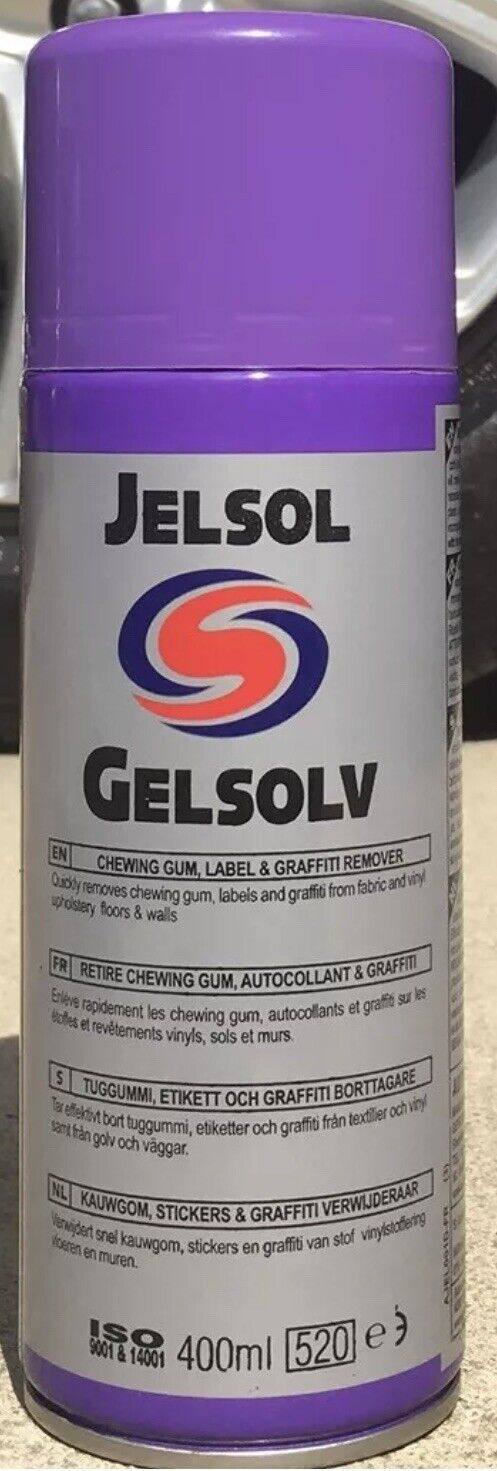 JELSOL
GELSOLV
EN CHEWING GUM, LABEL & GRAFFITI REMOVER
Quickly removes chewing gum, labels and graffiti from fabric and vinyl
upholstery floors & walls
FR RETIRE CHEWING GUM, AUTOCOLLANT & GRAFFITI
Enlève rapidement les chewing gum, autocollants et graffiti sur les
étoffes et revêtements vinyls, sols et murs.
S TUGGUMMI, ETIKETT OCH GRAFFITI BORTTAGARE
Tar effektivt bort tuggummi, etiketter och graffiti från textilier och vinyl
samt från golv och väggar.
NL KAUWGOM, STICKERS & GRAFFITI VERWIJDERAAR
Verwijdert snel kauwgom, stickers en graffiti van stof vinylstoffering
vloeren en muren.
ISO
9001 & 14001
400ml 520 e
AJEL001D-FR (3)